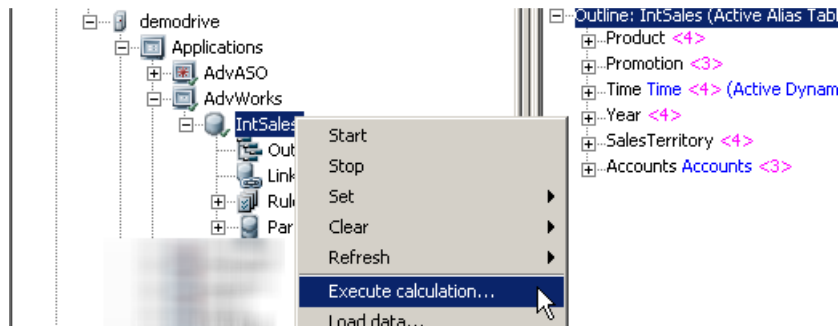 demodrive
Applications
AdvASO
AdvWorks
IntSales
Out
Link
Rul
Par
Start
Stop
Set
Clear
Refresh
Execute calculation...
Load data...
Outline: IntSales (Active Alias Tab
Product <4>
Promotion <3>
Time Time <4> (Active Dynam
Year <4>
SalesTerritory <4>
Accounts Accounts <3>